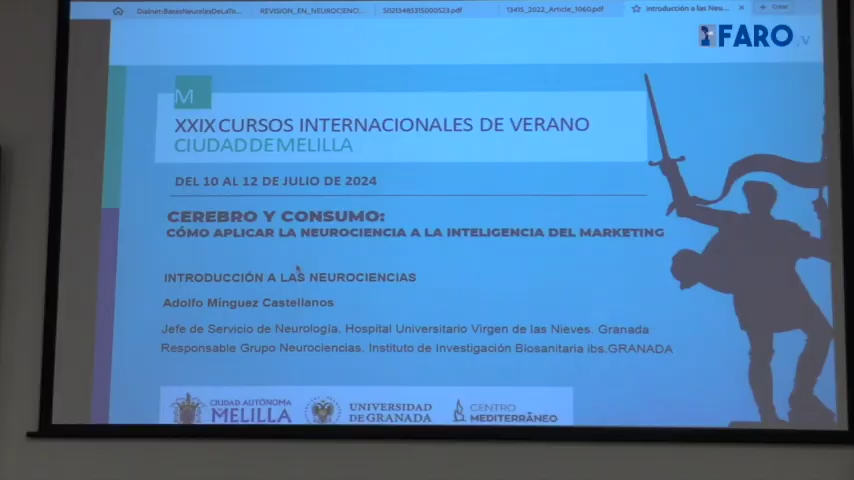 Dialnet-BasesNeuralesDeLaTo...
REVISION_EN_NEUROCIENC...
S0213485315000523.pdf
13415_2022_Article_1060.pdf
Introducción a las Neu...
Crear
FARO
M
XXIX CURSOS INTERNACIONALES DE VERANO
CIUDAD DE MELILLA
DEL 10 AL 12 DE JULIO DE 2024
CEREBRO Y CONSUMO:
CÓMO APLICAR LA NEUROCIENCIA A LA INTELIGENCIA DEL MARKETING
INTRODUCCIÓN A LAS NEUROCIENCIAS
Adolfo Mínguez Castellanos
Jefe de Servicio de Neurología. Hospital Universitario Virgen de las Nieves. Granada
Responsable Grupo Neurociencias. Instituto de Investigación Biosanitaria ibs.GRANADA
CIUDAD AUTÓNOMA
MELILLA
UNIVERSIDAD
DE GRANADA
CENTRO
MEDITERRÁNEO